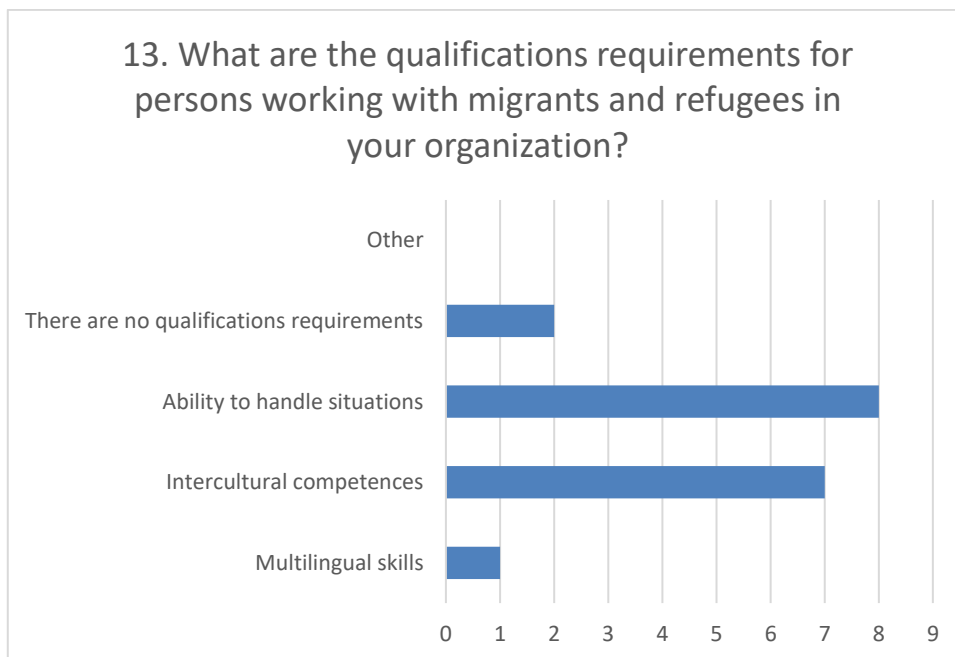 13. What are the qualifications requirements for
persons working with migrants and refugees in
your organization?
Other
There are no qualifications requirements
Ability to handle situations
Intercultural competences
Multilingual skills
0 1 2 3 4 5 6 7 8 9